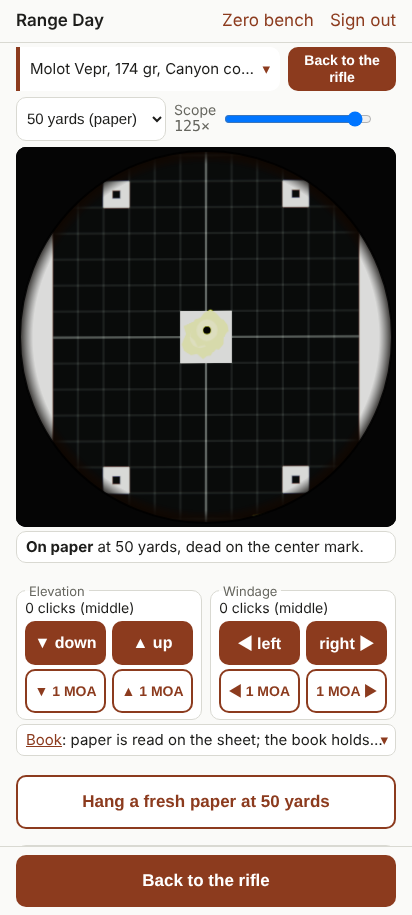 Range Day Zero bench Sign out
Molot Vepr, 174 gr, Canyon co... ▼
Back to the rifle
50 yards (paper)
Scope
125×
On paper at 50 yards, dead on the center mark.
Elevation
0 clicks (middle)
▼ down ▲ up
▼ 1 MOA ▲ 1 MOA
Windage
0 clicks (middle)
◀ left right ▶
◀ 1 MOA 1 MOA ▶
Book: paper is read on the sheet; the book holds...▼
Hang a fresh paper at 50 yards
Back to the rifle